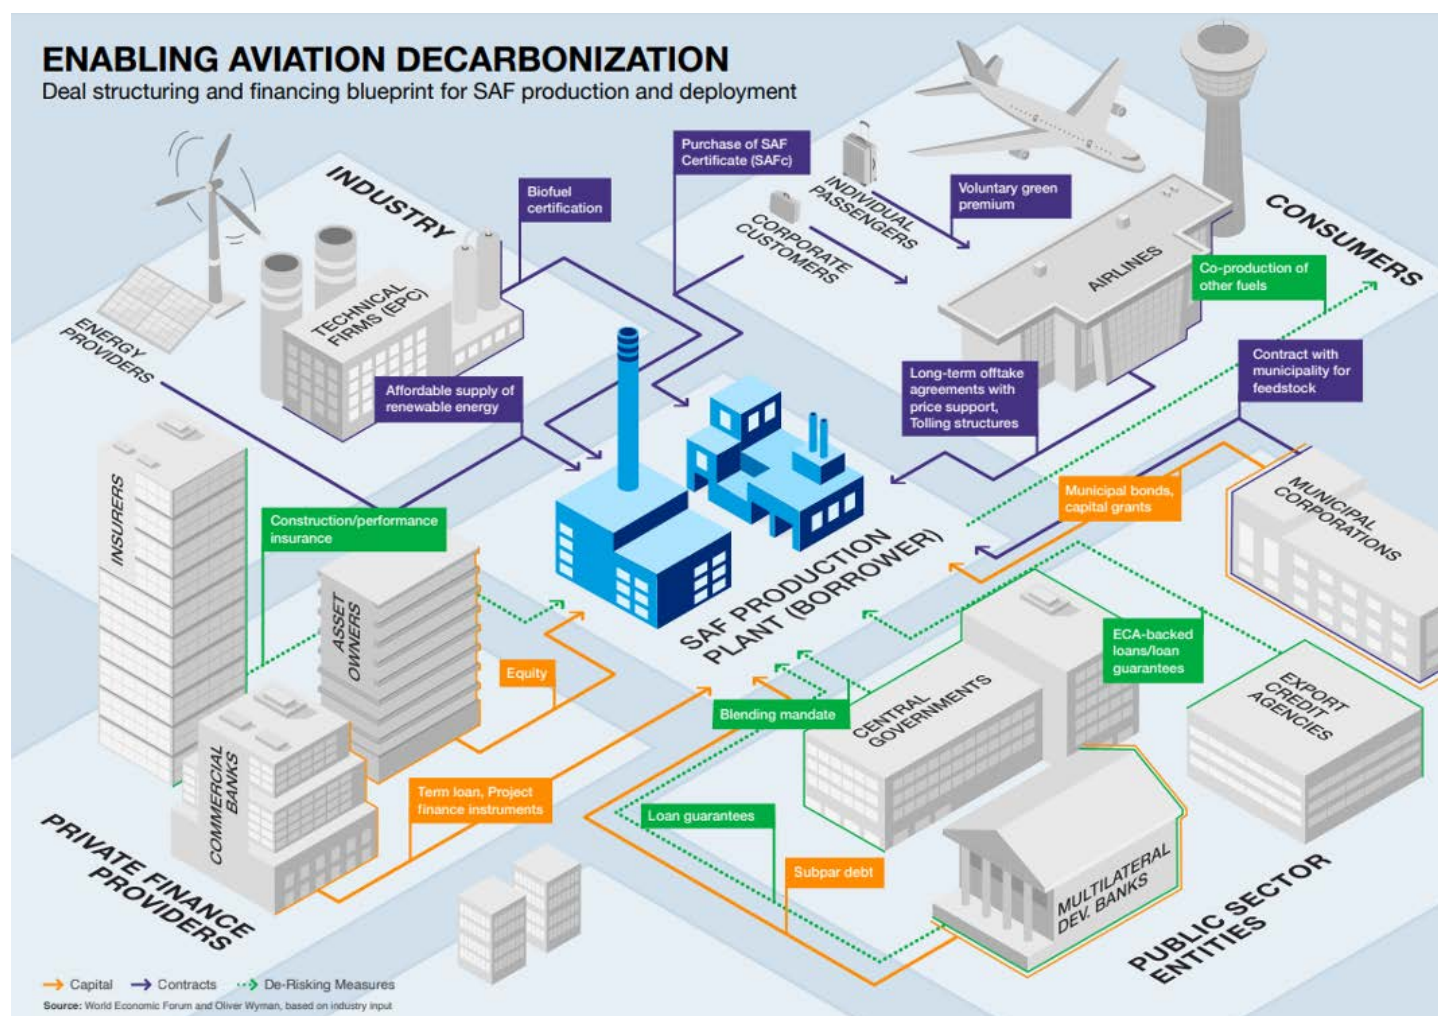 ENABLING AVIATION DECARBONIZATION
Deal structuring and financing blueprint for SAF production and deployment
INDUSTRY
Biofuel
certification
Purchase of SAF
Certificate (SAFc)
INDIVIDUAL
PASSENGERS
Voluntary green
premium
CORPORATE
CUSTOMERS
CONSUMERS
AIRLINES
Co-production of
other fuels
TECHNICAL
FIRMS (EPC)
ENERGY
PROVIDERS
Affordable supply of
renewable energy
Long-term offtake
agreements with
price support,
Tolling structures
Contract with
municipality for
feedstock
INSURERS
Construction/performance
insurance
Municipal bonds,
capital grants
MUNICIPAL
CORPORATIONS
SAF PRODUCTION
PLANT (BORROWER)
ASSET
OWNERS
Equity
ECA-backed
loans/loan
guarantees
Blending mandate
CENTRAL
GOVERNMENTS
EXPORT
CREDIT
AGENCIES
COMMERCIAL
BANKS
Term loan, Project
finance instruments
Loan guarantees
Subpar debt
MULTILATERAL
DEV. BANKS
PRIVATE FINANCE
PROVIDERS
PUBLIC SECTOR
ENTITIES
Capital
Contracts
De-Risking Measures
Source: World Economic Forum and Oliver Wyman, based on industry input